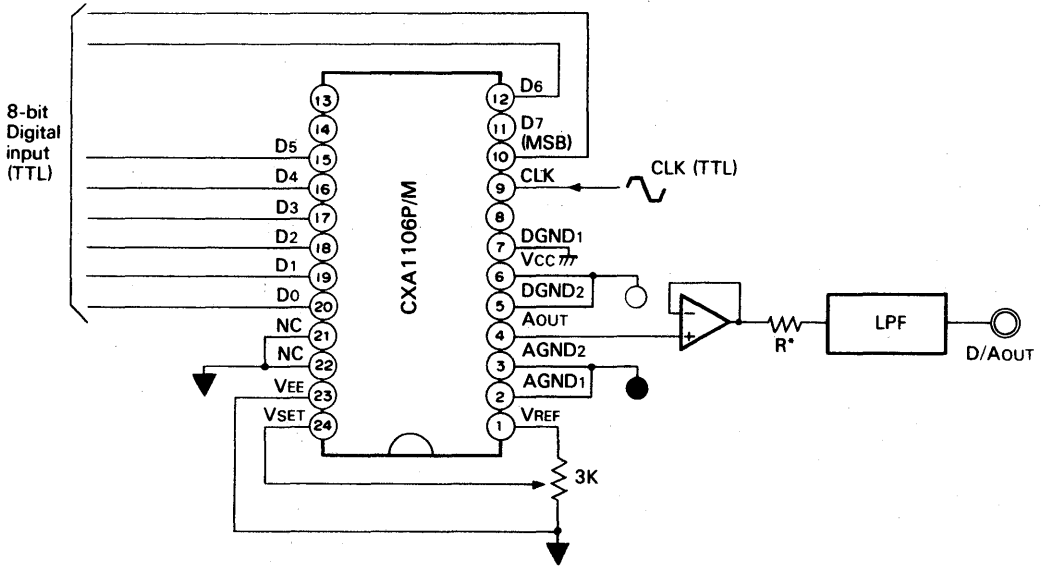 8-bit
Digital
input
(TTL)
D5
D4
D3
D2
D1
D0
NC
NC
VEE
VSET
13
14
15
16
17
18
19
20
21
22
23
24
CXA1106P/M
12
11
10
9
8
7
6
5
4
3
2
1
D6
D7
(MSB)
CLK
DGND1
VCC
DGND2
AOUT
AGND2
AGND1
VREF
CLK (TTL)
3K
-
+
R*
LPF
D/AOUT